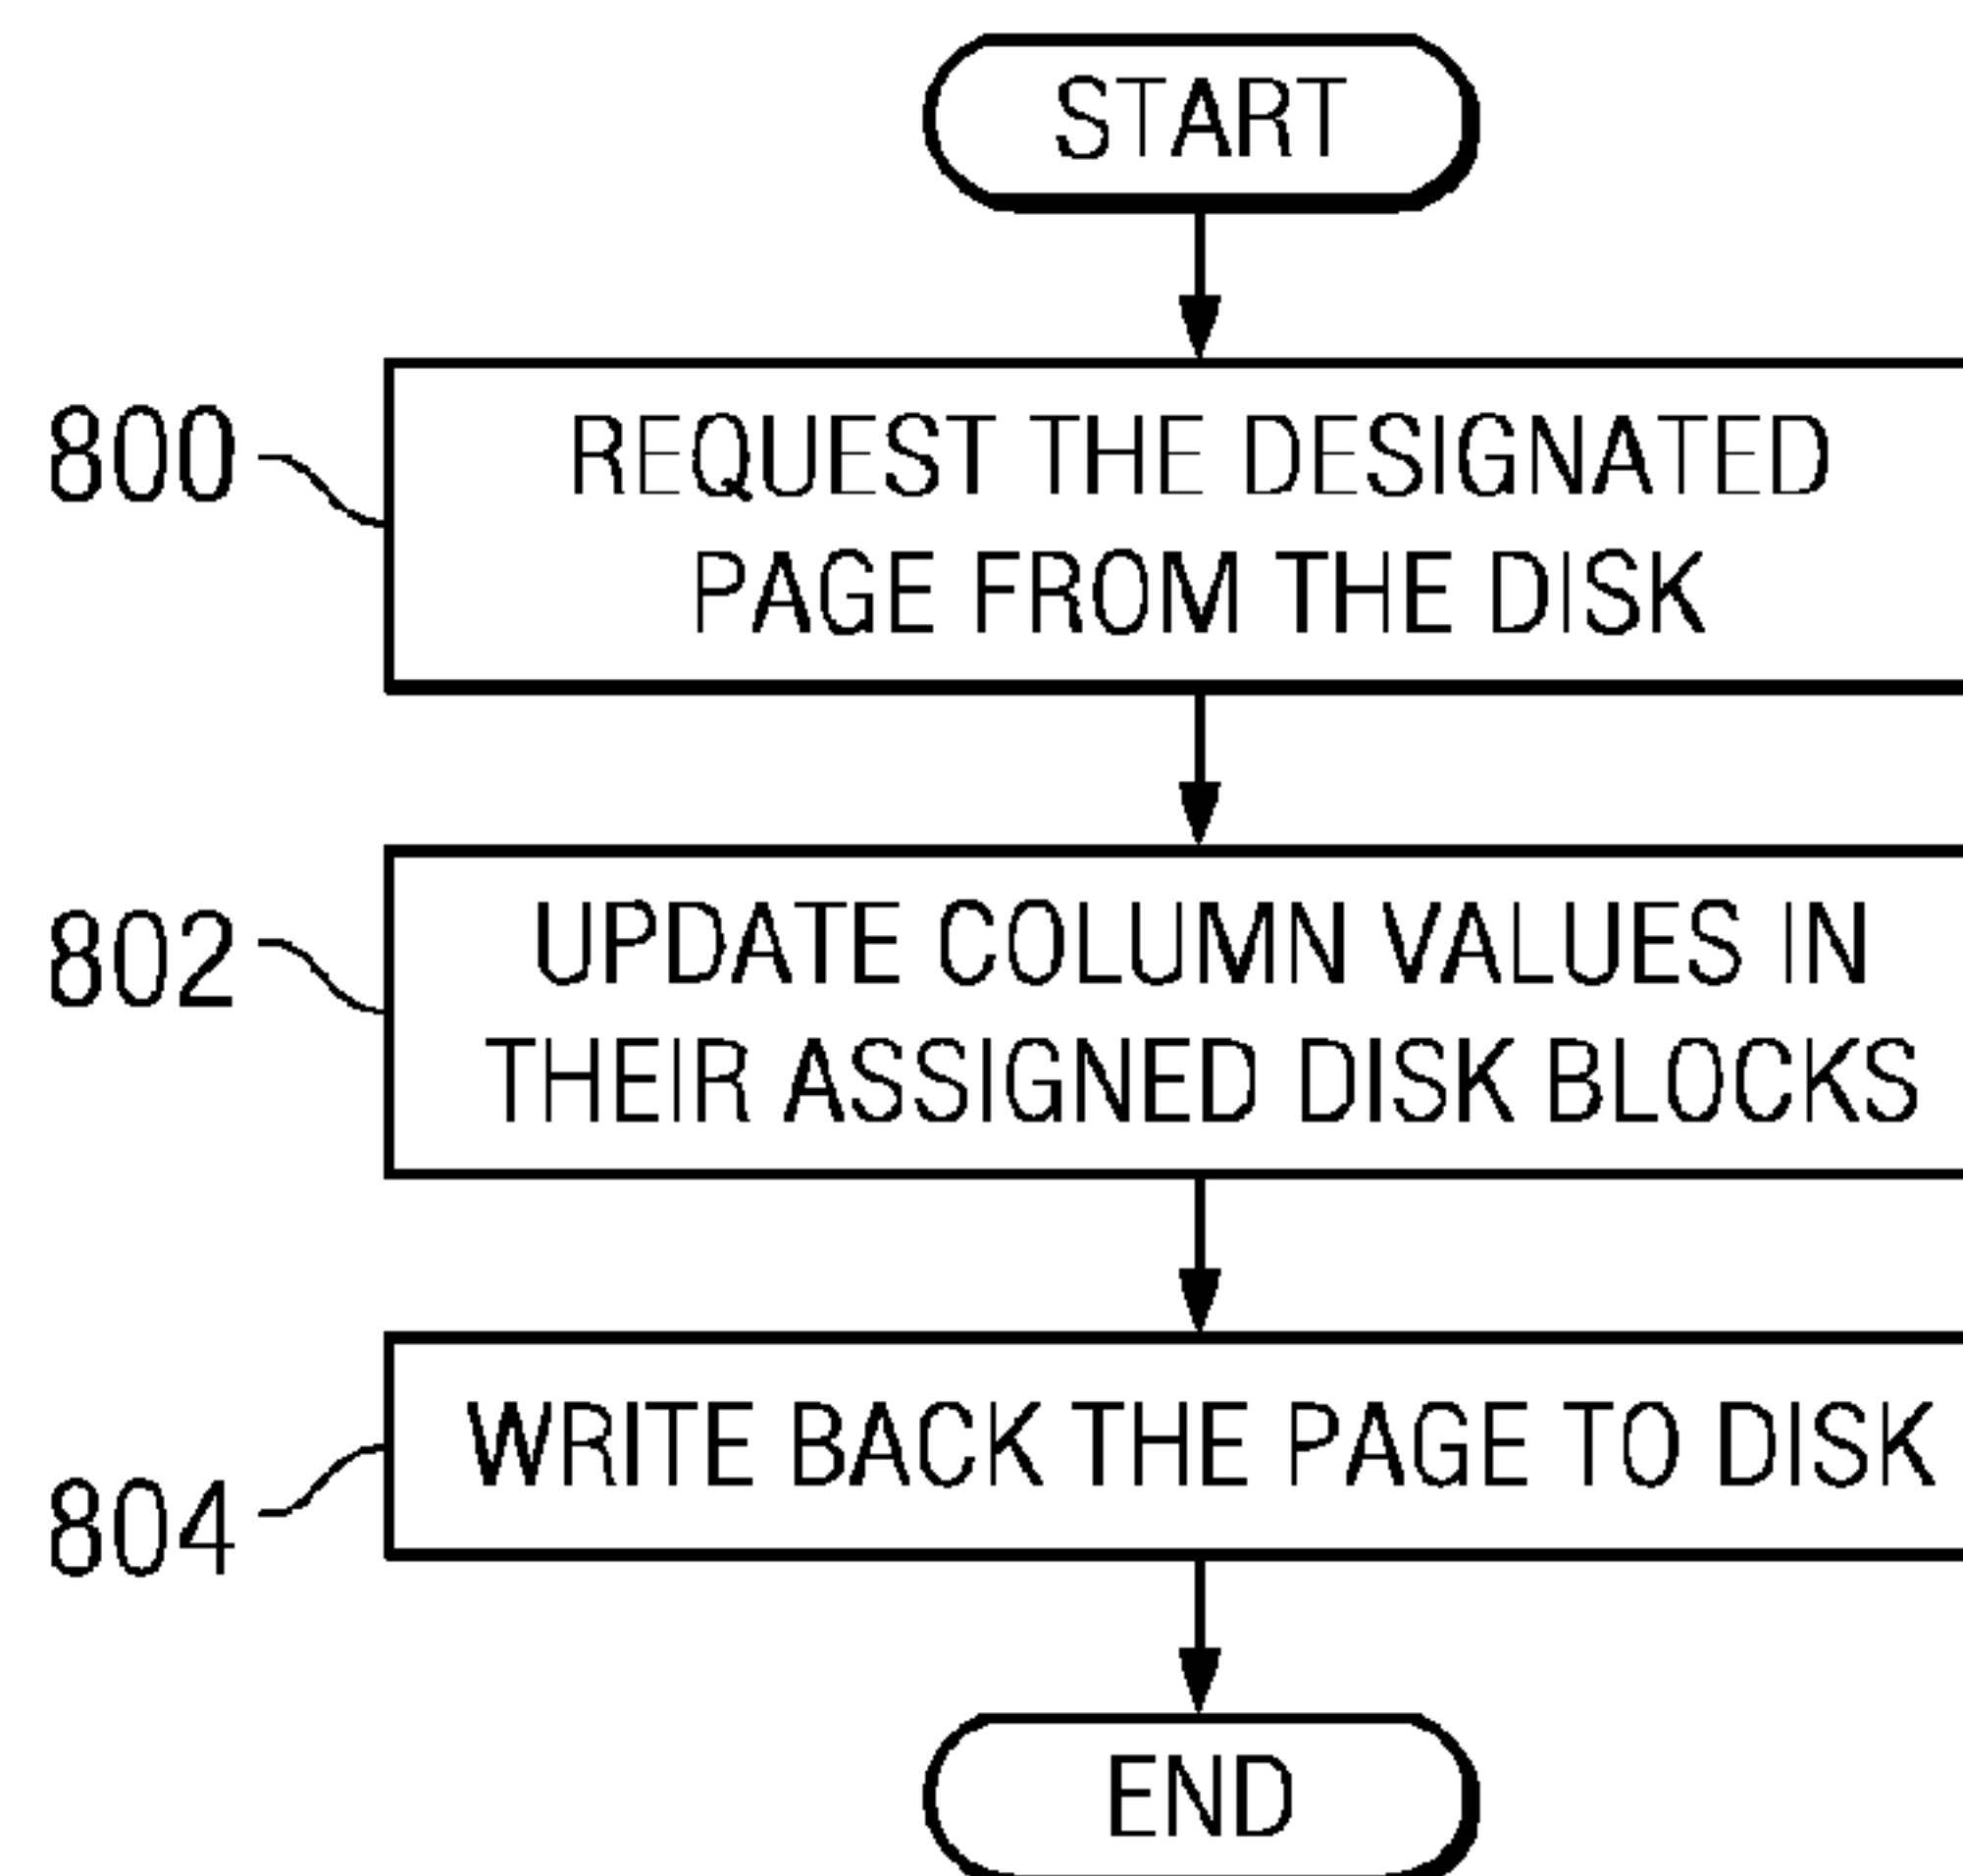 START
800
REQUEST THE DESIGNATED
PAGE FROM THE DISK
802
UPDATE COLUMN VALUES IN
THEIR ASSIGNED DISK BLOCKS
804
WRITE BACK THE PAGE TO DISK
END